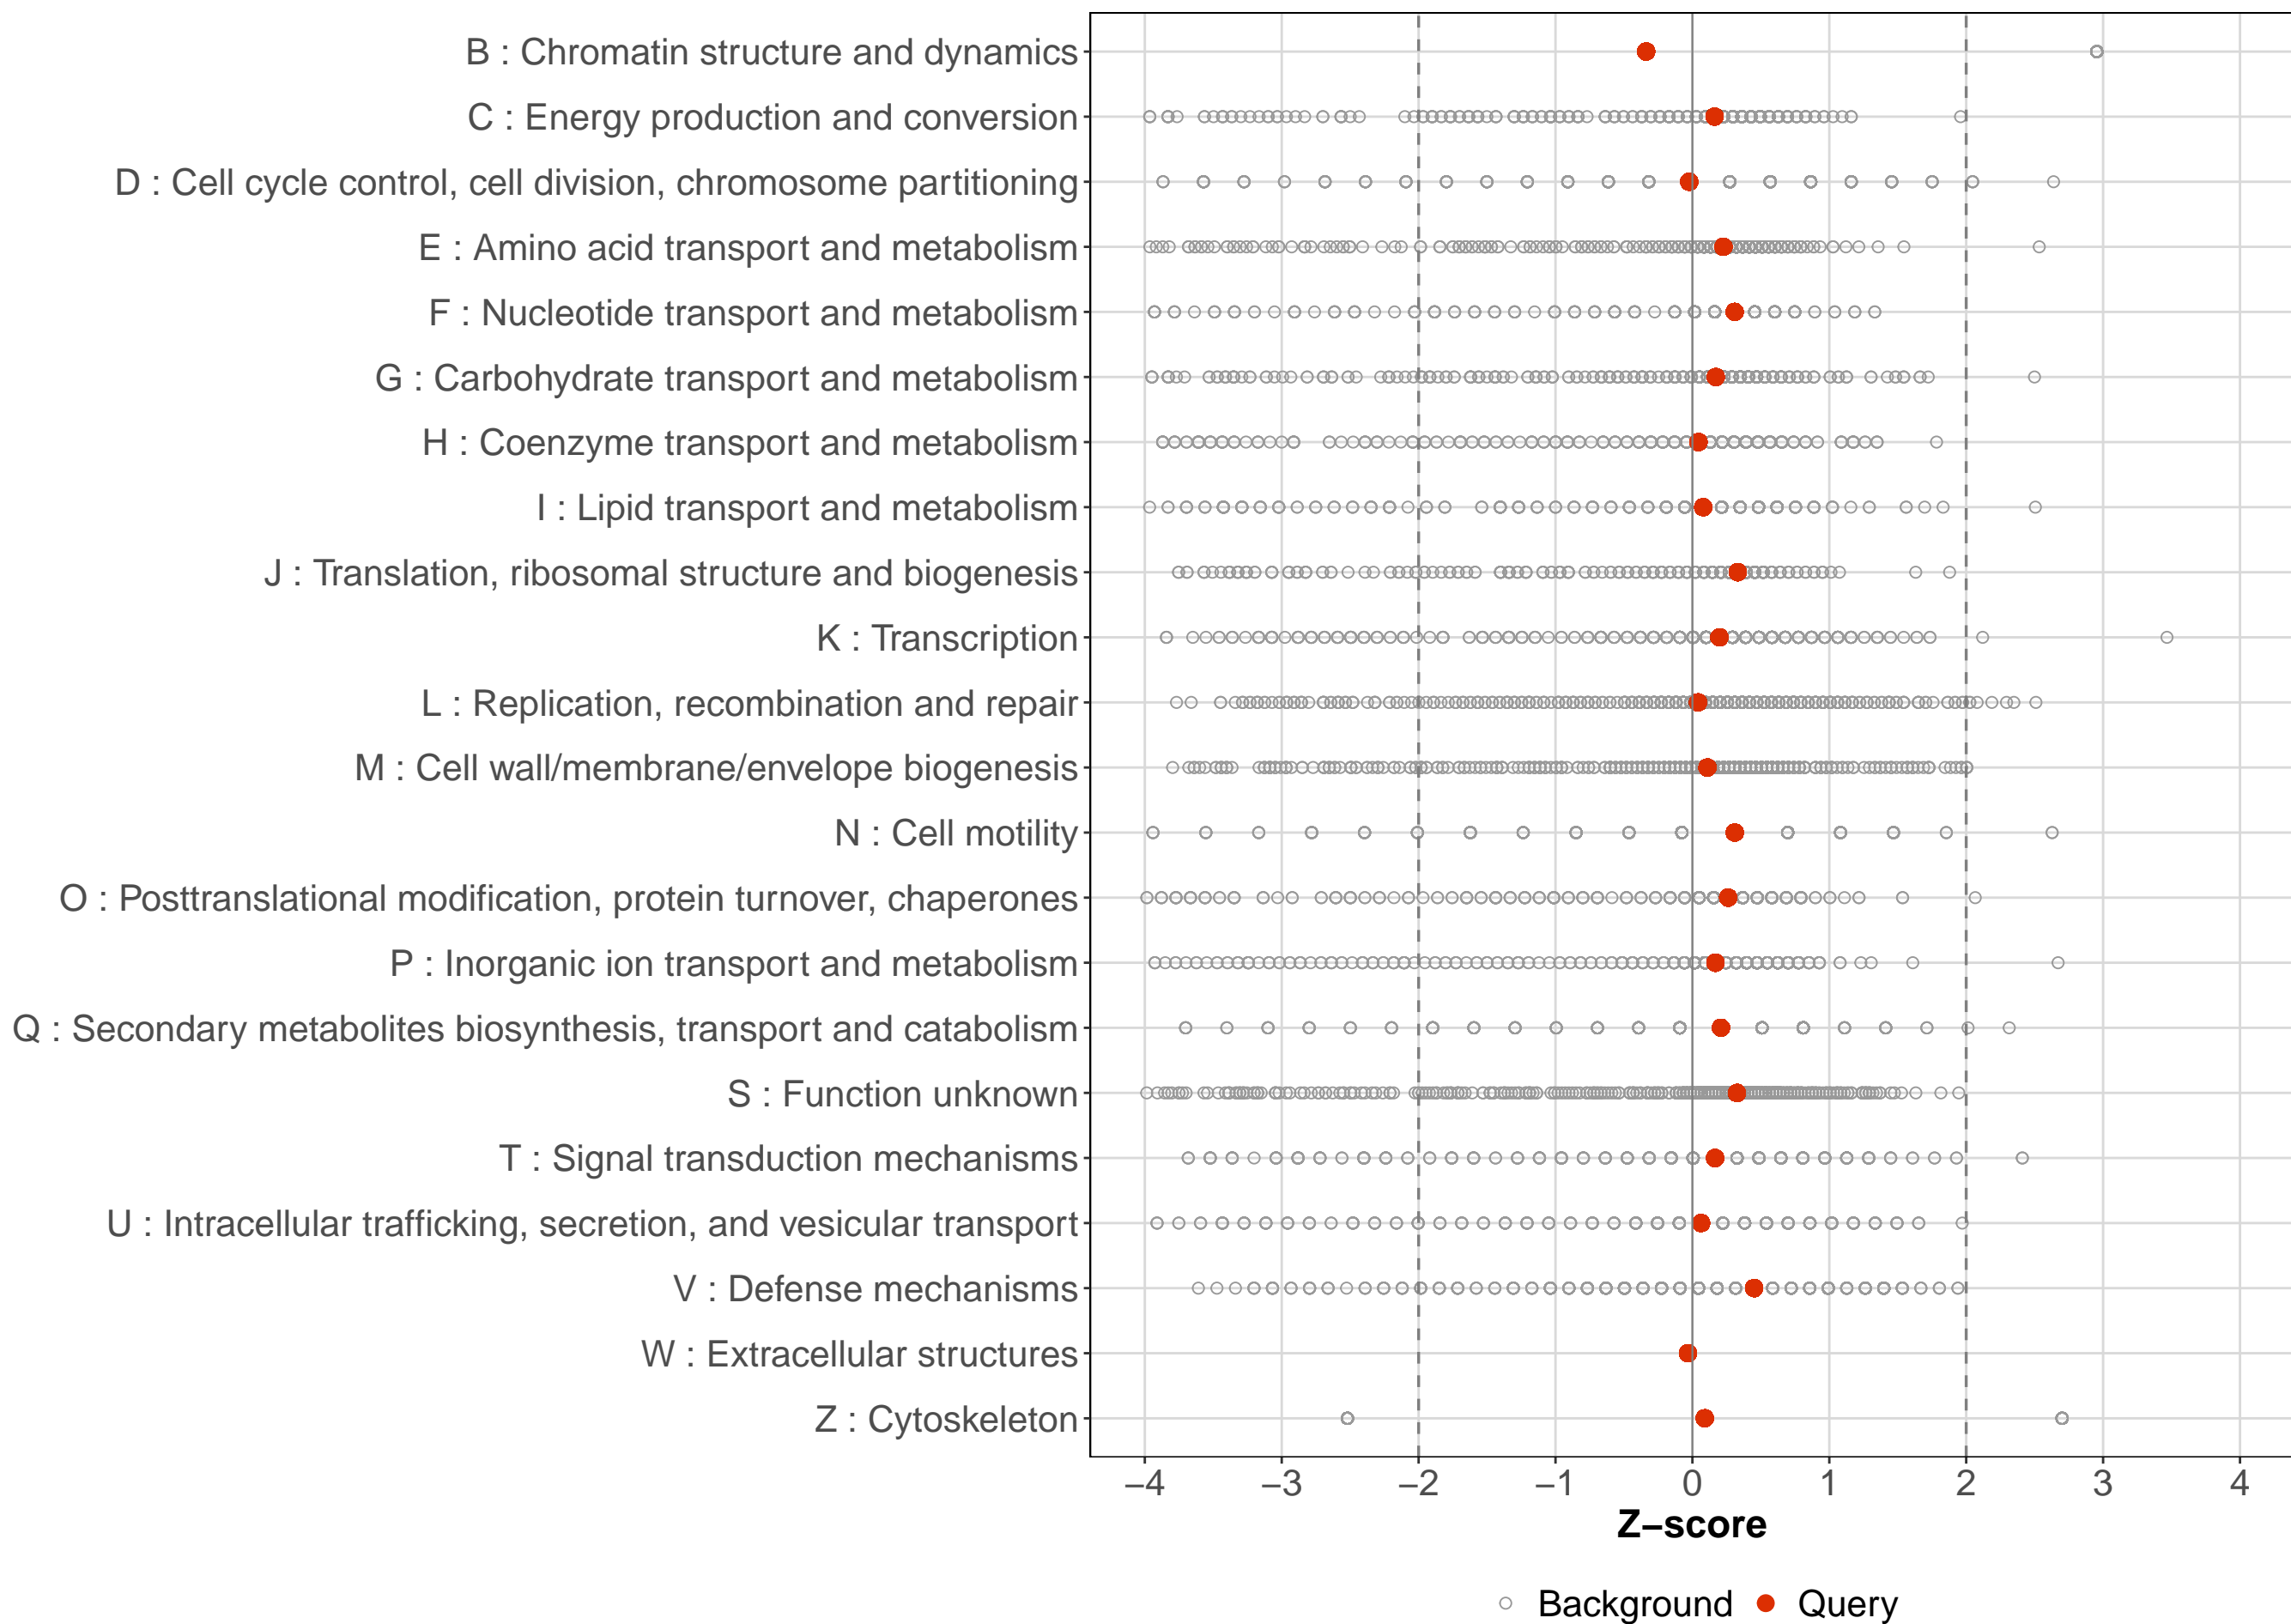 B : Chromatin structure and dynamics
C : Energy production and conversion
D : Cell cycle control, cell division, chromosome partitioning
E : Amino acid transport and metabolism
F : Nucleotide transport and metabolism
G : Carbohydrate transport and metabolism
H : Coenzyme transport and metabolism
I : Lipid transport and metabolism
J : Translation, ribosomal structure and biogenesis
K : Transcription
L : Replication, recombination and repair
M : Cell wall/membrane/envelope biogenesis
N : Cell motility
O : Posttranslational modification, protein turnover, chaperones
P : Inorganic ion transport and metabolism
Q : Secondary metabolites biosynthesis, transport and catabolism
S : Function unknown
T : Signal transduction mechanisms
U : Intracellular trafficking, secretion, and vesicular transport
V : Defense mechanisms
W : Extracellular structures
Z : Cytoskeleton
−4 −3 −2 −1 0 1 2 3 4
Z−score
Background Query